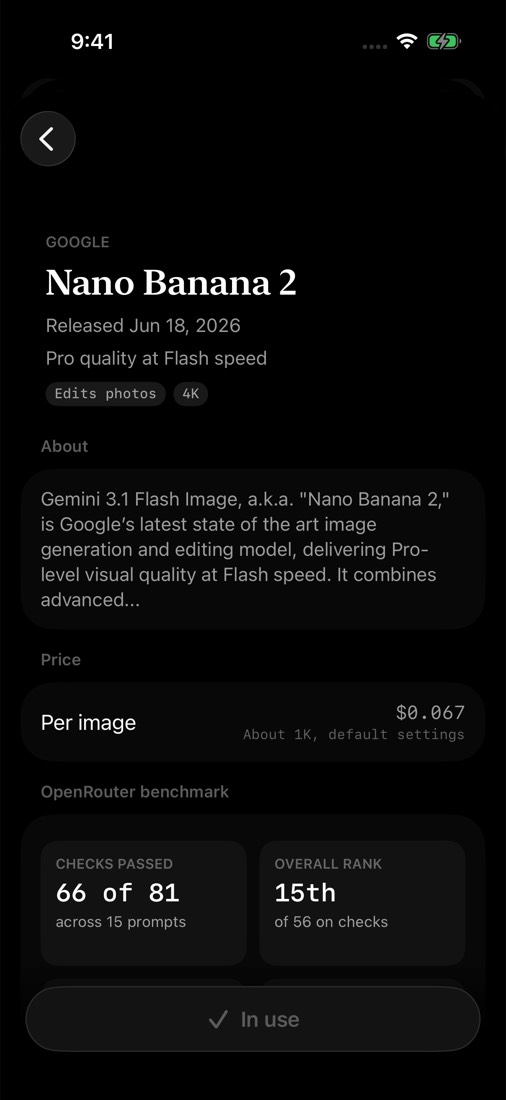 9:41
GOOGLE
Nano Banana 2
Released Jun 18, 2026
Pro quality at Flash speed
Edits photos 4K
About
Gemini 3.1 Flash Image, a.k.a. "Nano Banana 2,"
is Google’s latest state of the art image
generation and editing model, delivering Pro-
level visual quality at Flash speed. It combines
advanced...
Price
Per image
$0.067
About 1K, default settings
OpenRouter benchmark
CHECKS PASSED
66 of 81
across 15 prompts
OVERALL RANK
15th
of 56 on checks
In use